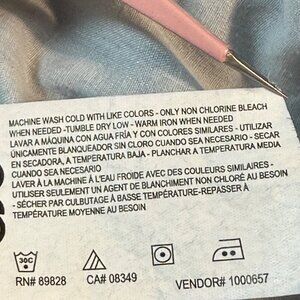 MACHINE WASH COLD WITH LIKE COLORS - ONLY NON CHLORINE BLEACH
WHEN NEEDED -TUMBLE DRY LOW - WARM IRON WHEN NEEDED
LAVAR A MÁQUINA CON AGUA FRÍA Y CON COLORES SIMILARES - UTILIZAR
ÚNICAMENTE BLANQUEADOR SIN CLORO CUANDO SEA NECESARIO - SECAR
EN SECADORA, A TEMPERATURA BAJA - PLANCHAR A TEMPERATURA MEDIA
CUANDO SEA NECESARIO
LAVER À LA MACHINE À L'EAU FROIDE AVEC DES COULEURS SIMILAIRES -
UTILISER SEULEMENT UN AGENT DE BLANCHIMENT NON CHLORÉ AU BESOIN
- SÉCHER PAR CULBUTAGE À BASSE TEMPÉRATURE-REPASSER À
TEMPÉRATURE MOYENNE AU BESOIN
30C
RN# 89828 CA# 08349 VENDOR# 1000657